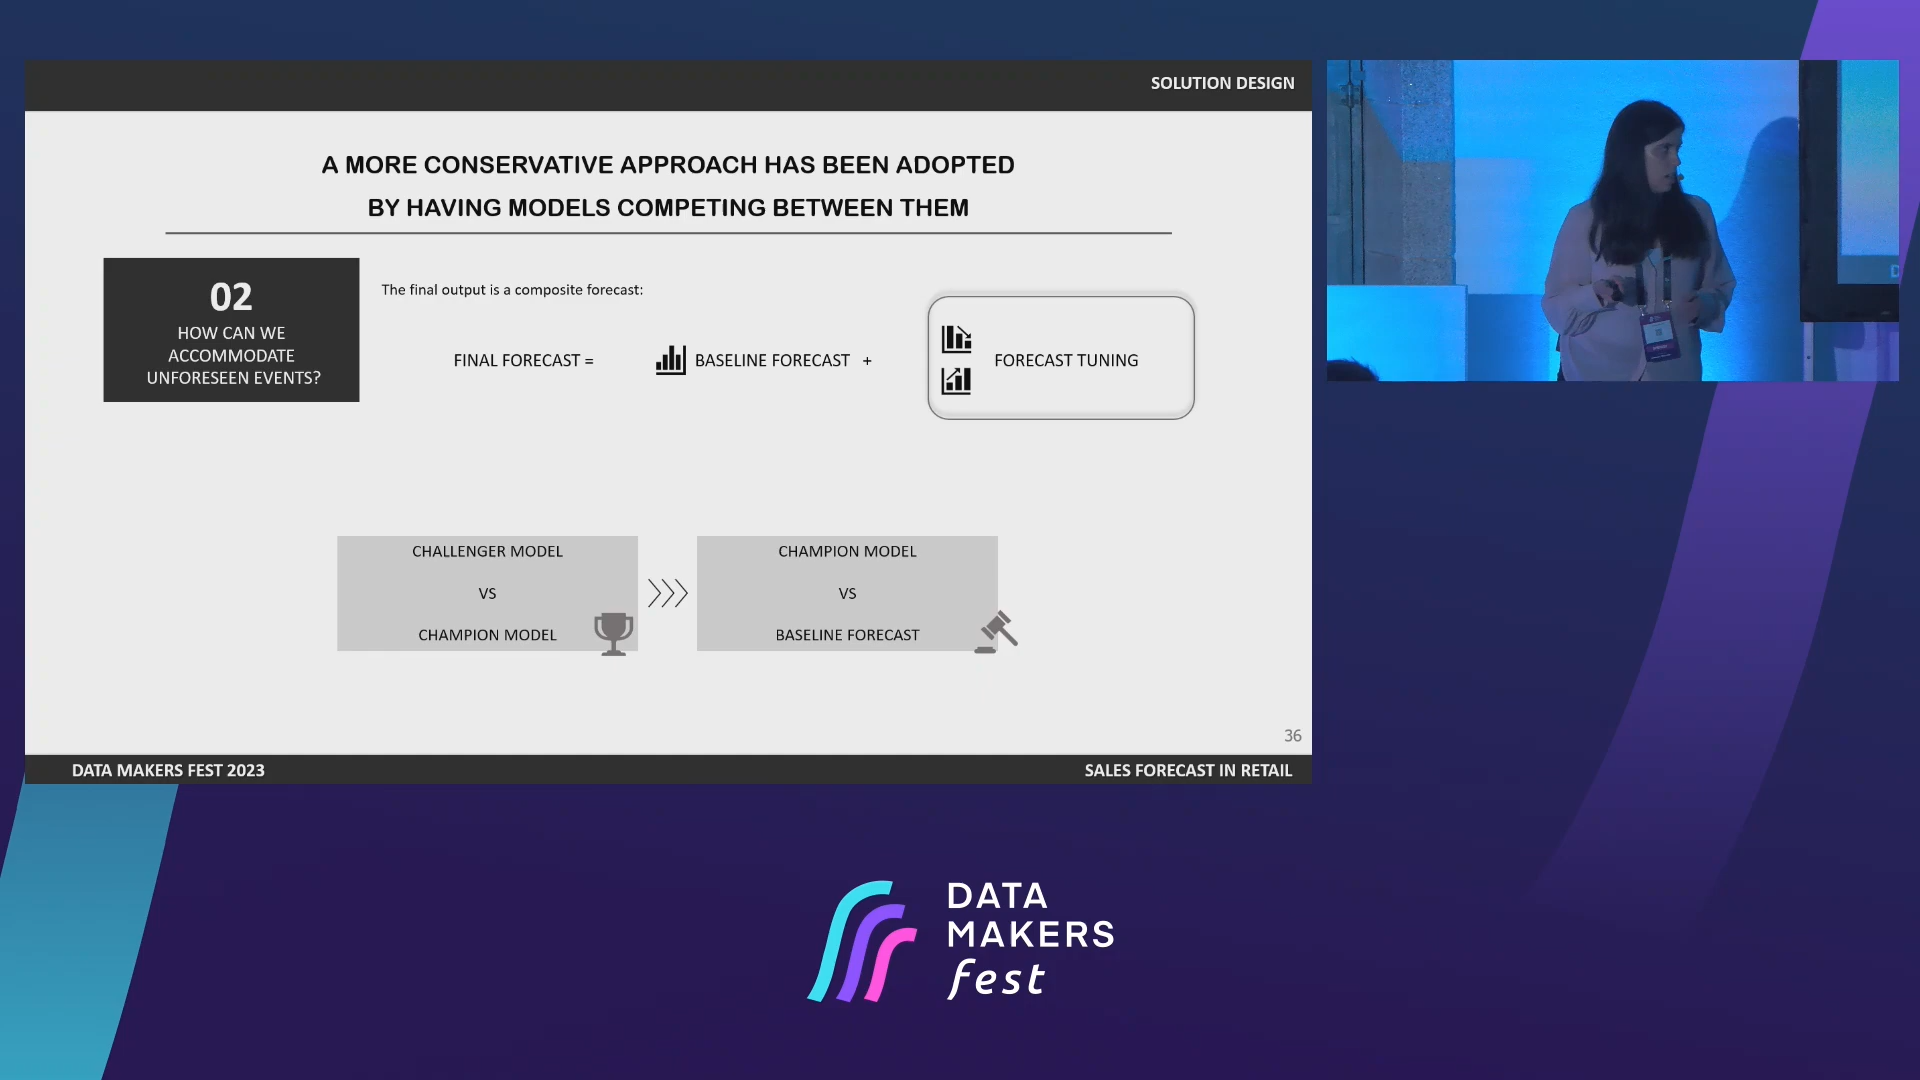 SOLUTION DESIGN
A MORE CONSERVATIVE APPROACH HAS BEEN ADOPTED
BY HAVING MODELS COMPETING BETWEEN THEM
02
HOW CAN WE
ACCOMMODATE
UNFORESEEN EVENTS?
The final output is a composite forecast:
FINAL FORECAST =
BASELINE FORECAST +
FORECAST TUNING
CHALLENGER MODEL
VS
CHAMPION MODEL
CHAMPION MODEL
VS
BASELINE FORECAST
36
DATA MAKERS FEST 2023
SALES FORECAST IN RETAIL
DATA
MAKERS
fest